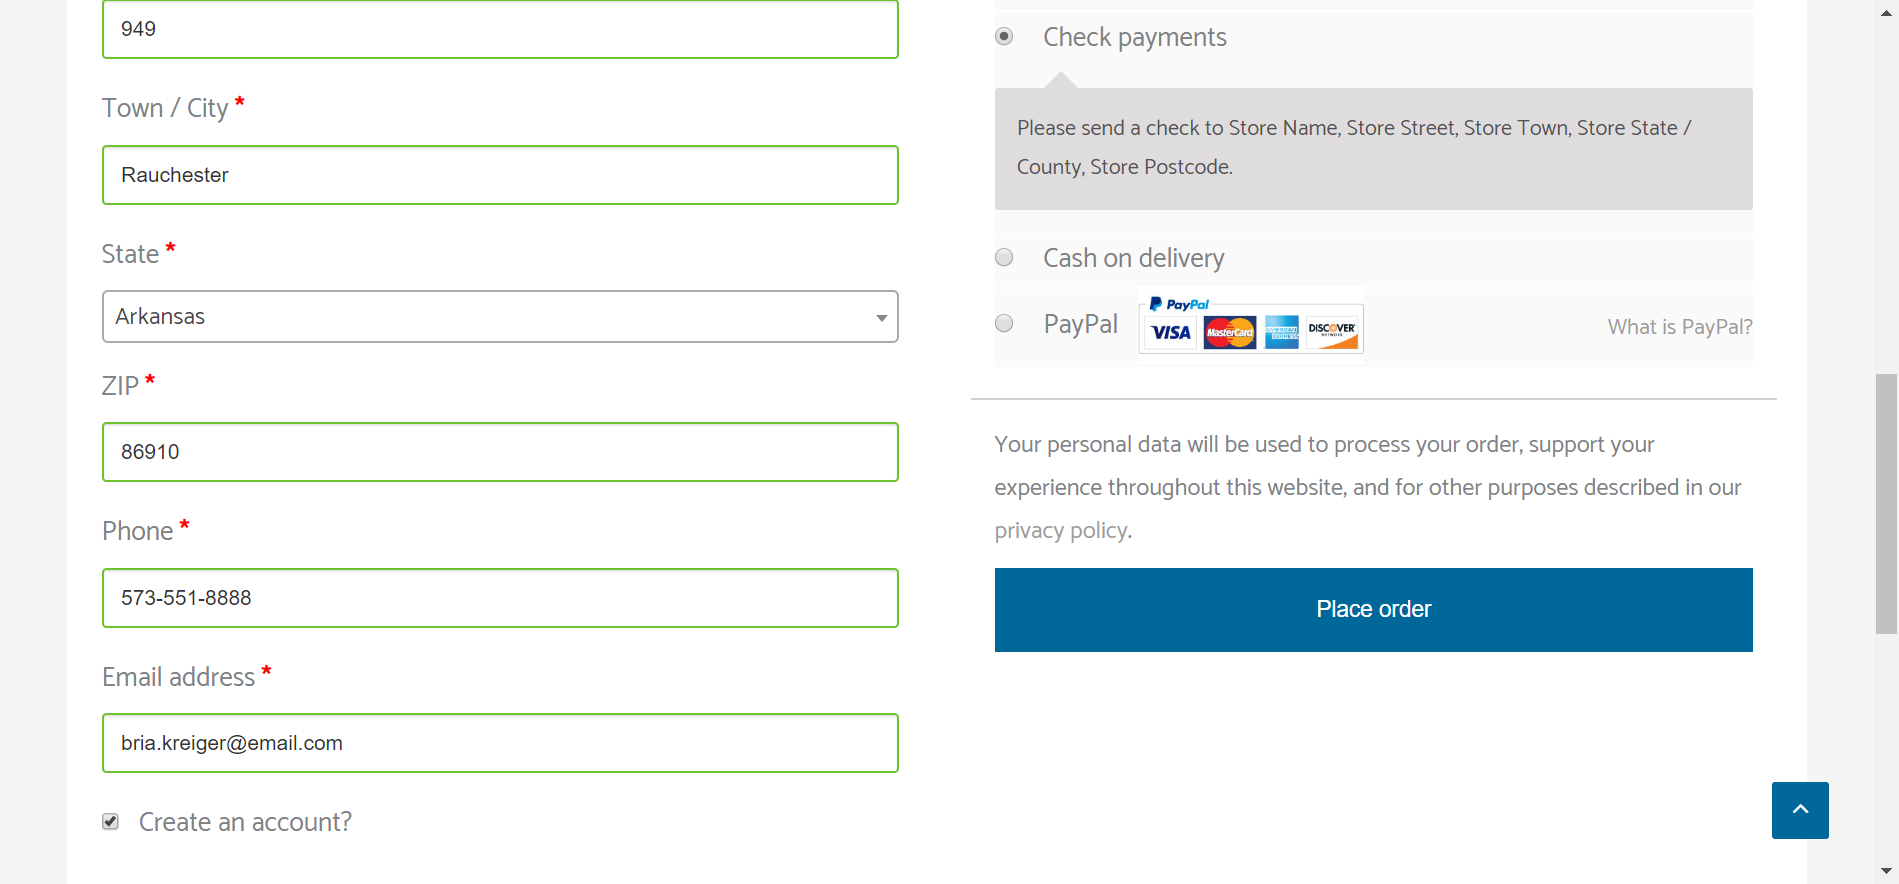 949
Town / City *
Rauchester
State *
Arkansas
ZIP *
86910
Phone *
573-551-8888
Email address *
bria.kreiger@email.com
Create an account?
Check payments
Please send a check to Store Name, Store Street, Store Town, Store State /
County, Store Postcode.
Cash on delivery
PayPal
PayPal
VISA MasterCard AMERICAN EXPRESS DISCOVER NETWORK
What is PayPal?
Your personal data will be used to process your order, support your
experience throughout this website, and for other purposes described in our
privacy policy.
Place order